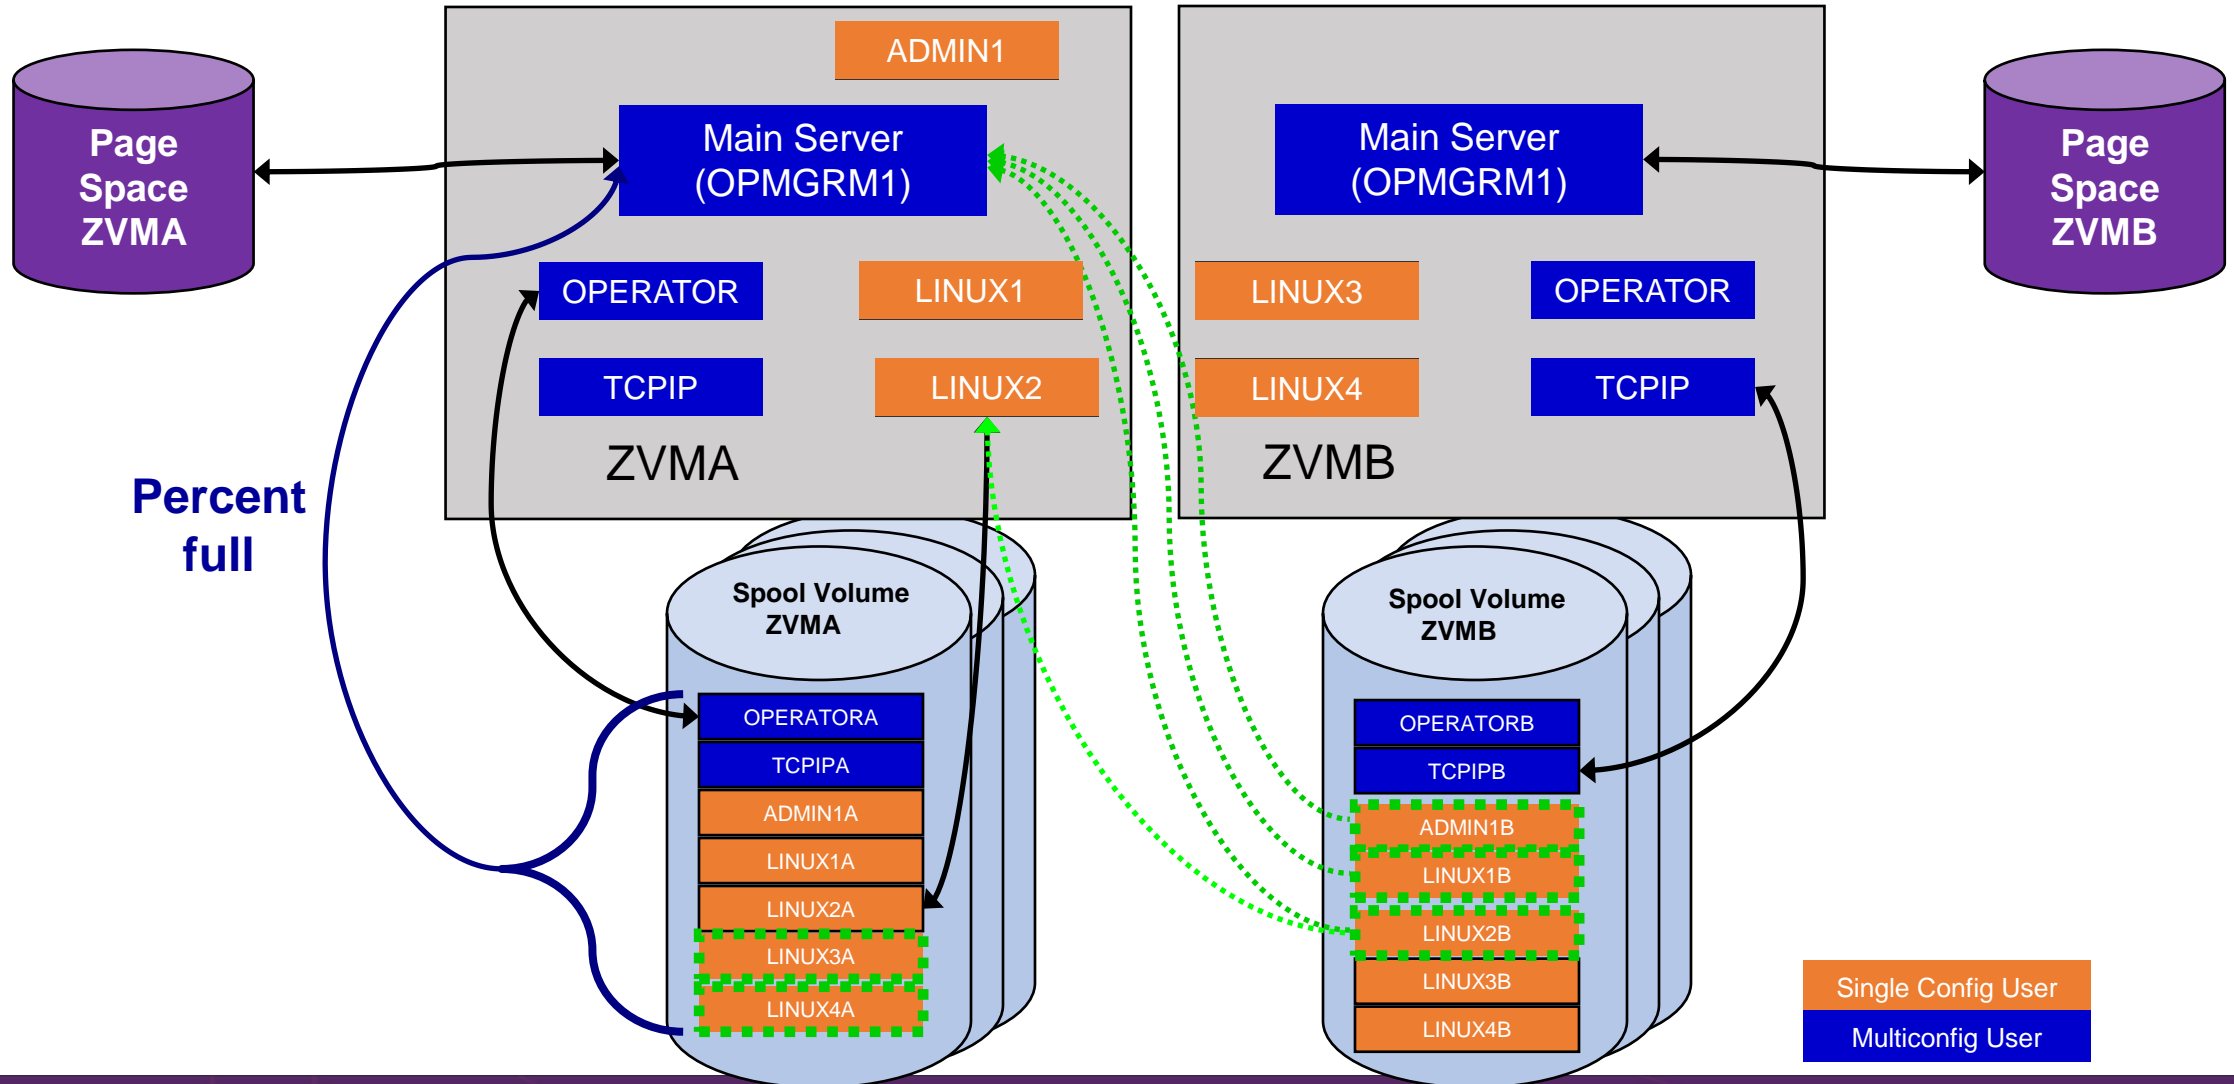 ADMIN1
Page
Space
ZVMA
Main Server
(OPMGRM1)
Main Server
(OPMGRM1)
Page
Space
ZVMB
OPERATOR
LINUX1
LINUX3
OPERATOR
TCPIP
LINUX2
LINUX4
TCPIP
ZVMA
ZVMB
Percent
full
Spool Volume
ZVMA
OPERATORA
TCPIPA
ADMIN1A
LINUX1A
LINUX2A
LINUX3A
LINUX4A
Spool Volume
ZVMB
OPERATORB
TCPIPB
ADMIN1B
LINUX1B
LINUX2B
LINUX3B
LINUX4B
Single Config User
Multiconfig User